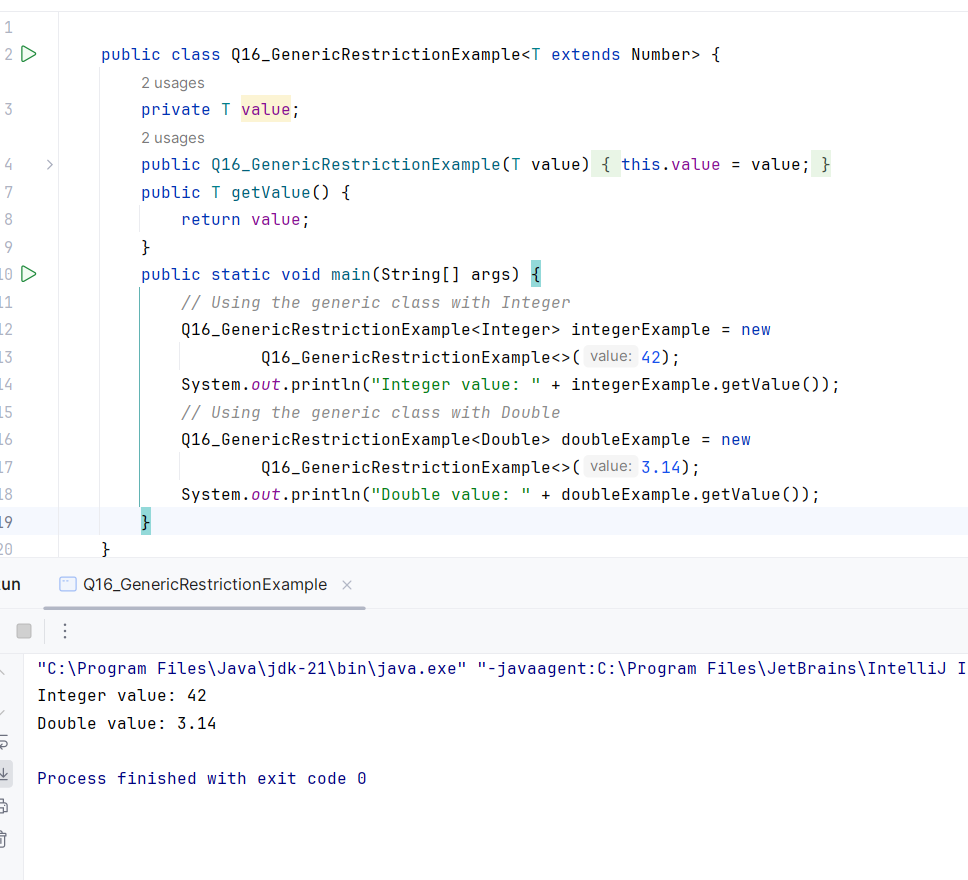 1
2 public class Q16_GenericRestrictionExample<T extends Number> {
2 usages
3 private T value;
2 usages
4 public Q16_GenericRestrictionExample(T value) { this.value = value; }
7 public T getValue() {
8 return value;
9 }
10 public static void main(String[] args) {
11 // Using the generic class with Integer
12 Q16_GenericRestrictionExample<Integer> integerExample = new
13 Q16_GenericRestrictionExample<>( value: 42);
14 System.out.println("Integer value: " + integerExample.getValue());
15 // Using the generic class with Double
16 Q16_GenericRestrictionExample<Double> doubleExample = new
17 Q16_GenericRestrictionExample<>( value: 3.14);
18 System.out.println("Double value: " + doubleExample.getValue());
19 }
20 }
un Q16_GenericRestrictionExample
"C:\Program Files\Java\jdk-21\bin\java.exe" "-javaagent:C:\Program Files\JetBrains\IntelliJ I
Integer value: 42
Double value: 3.14
Process finished with exit code 0